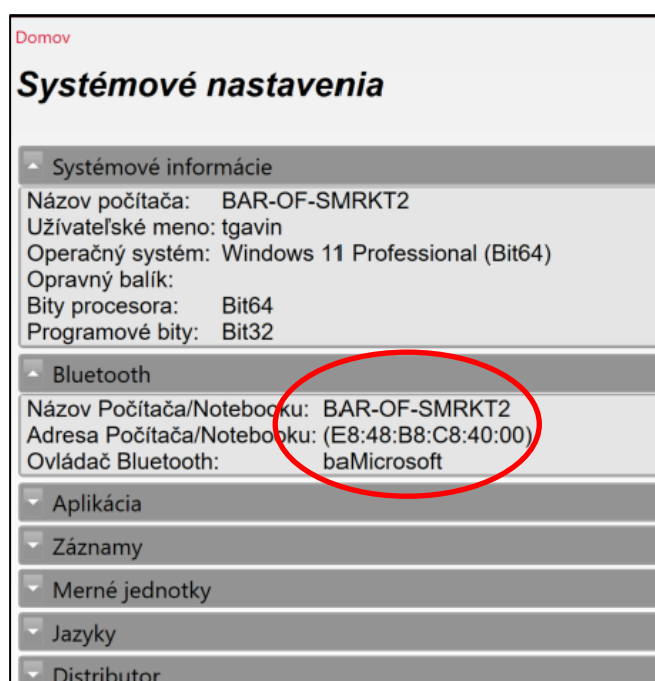 Domov
Systémové nastavenia
Systémové informácie
Názov počítača: BAR-OF-SMRKT2
Užívateľské meno: tgavin
Operačný systém: Windows 11 Professional (Bit64)
Opravný balík:
Bity procesora: Bit64
Programové bity: Bit32
Bluetooth
Názov Počítača/Notebooku: BAR-OF-SMRKT2
Adresa Počítača/Notebooku: (E8:48:B8:C8:40:00)
Ovládač Bluetooth: baMicrosoft
Aplikácia
Záznamy
Merné jednotky
Jazyky
Distributor